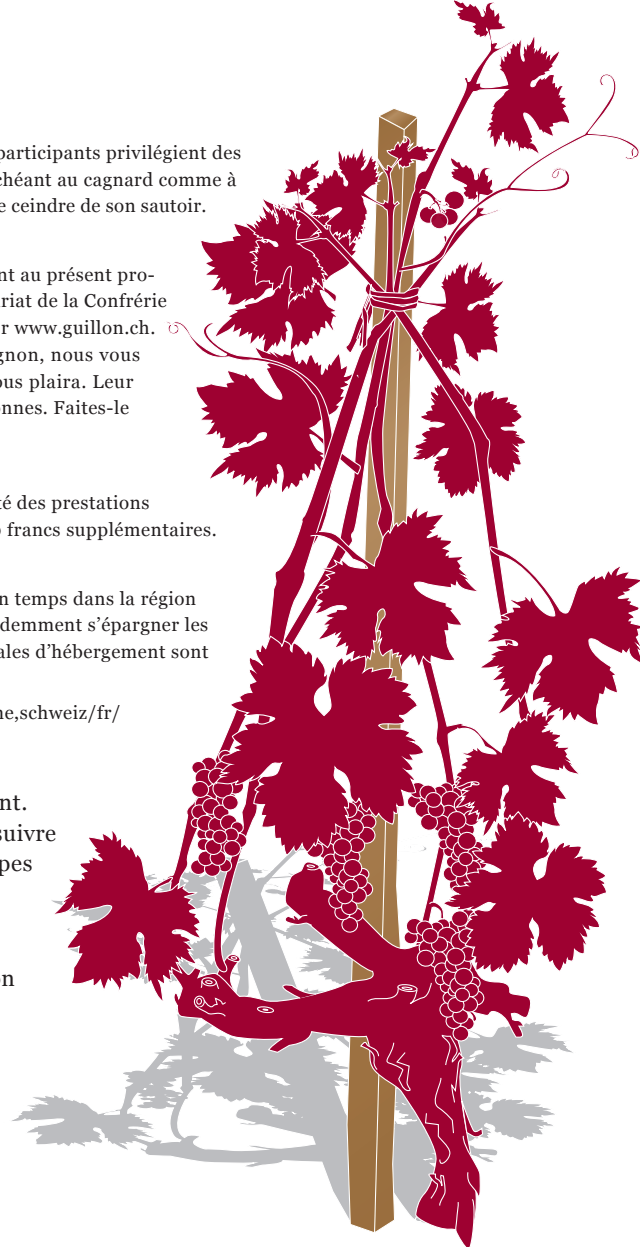 participants privilégient des
chéant au cagnard comme à
e ceindre de son sautoir.
nt au présent pro-
riat de la Confrérie
r www.guillon.ch.
gnon, nous vous
ous plaira. Leur
onnes. Faites-le
té des prestations
francs supplémentaires.
n temps dans la région
demment s’épargner les
ales d’hébergement sont
ne,schweiz/fr/
nt.
suivre
pes
on